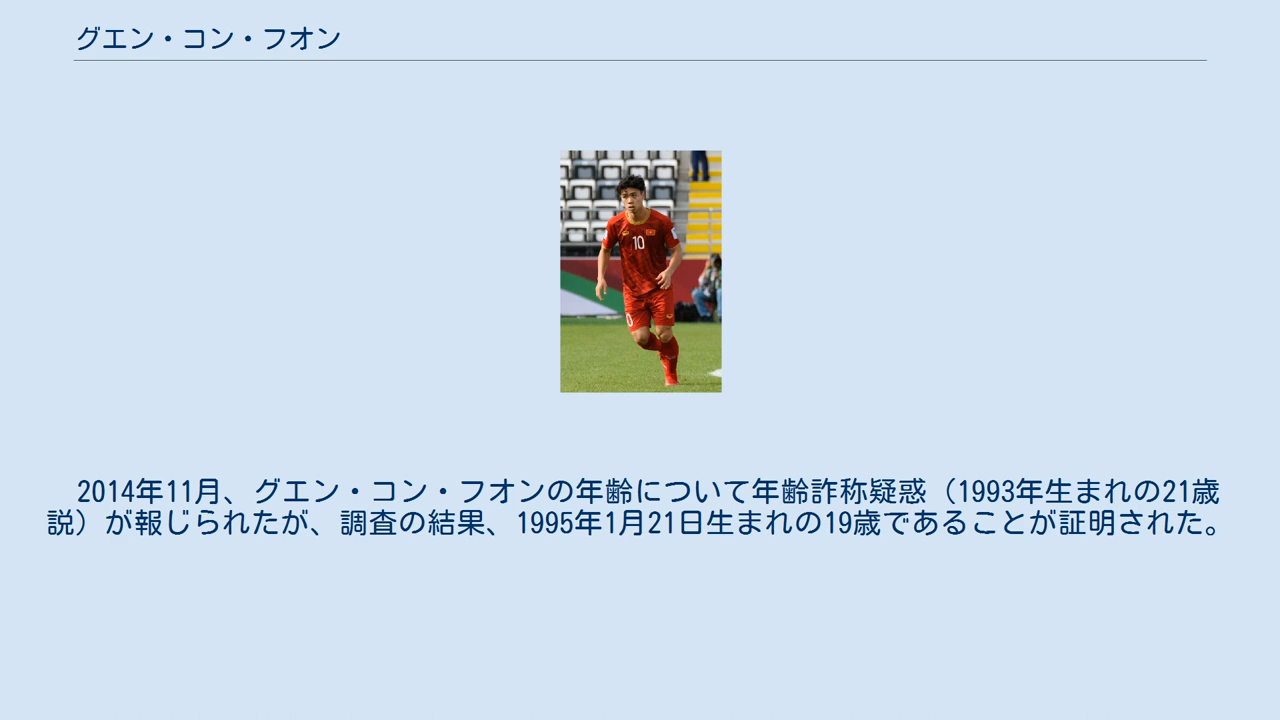 グエン・コン・フオン
10
2014年11月、グエン・コン・フオンの年齢について年齢詐称疑惑（1993年生まれの21歳
説）が報じられたが、調査の結果、1995年1月21日生まれの19歳であることが証明された。